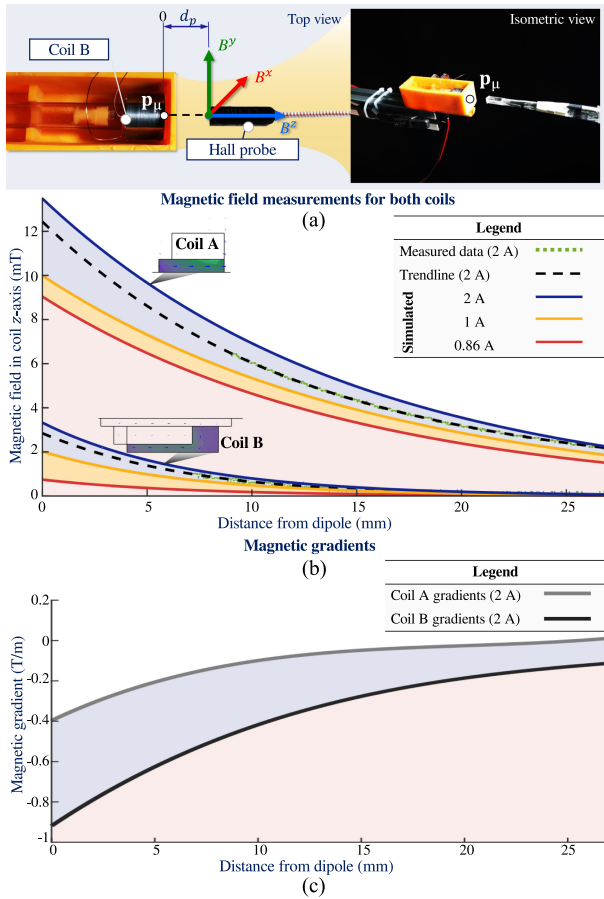 0
d_p
Top view
Isometric view
Coil B
B^y
B^x
B^z
p_μ
p_μ
Hall probe
Magnetic field measurements for both coils
(a)
Magnetic field in coil z-axis (mT)
12
10
8
6
4
2
0
Coil A
Coil B
Legend
Measured data (2 A)
Trendline (2 A)
Simulated
2 A
1 A
0.86 A
0
5
10
15
20
25
Distance from dipole (mm)
Magnetic gradients
(b)
Legend
Coil A gradients (2 A)
Coil B gradients (2 A)
Magnetic gradient (T/m)
0.2
0
-0.2
-0.4
-0.6
-0.8
-1
0
5
10
15
20
25
Distance from dipole (mm)
(c)